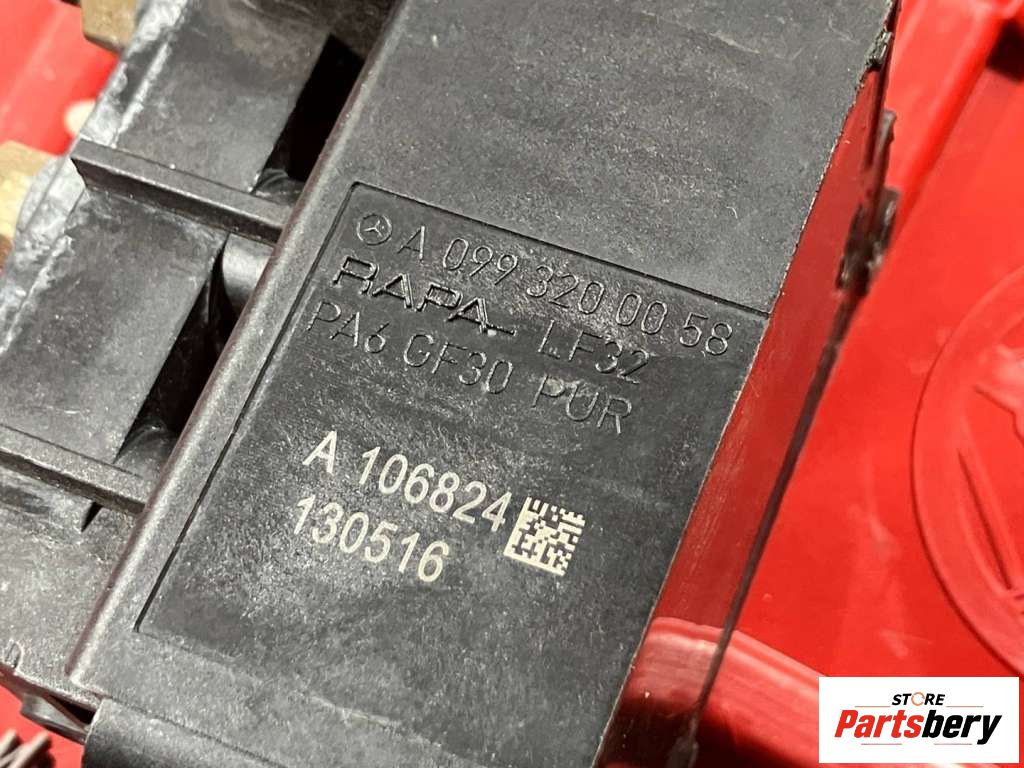 A 099 320 00 58
RAPA LF32
PA6 GF30 PUR
A 106824
130516
STORE
Partsbery